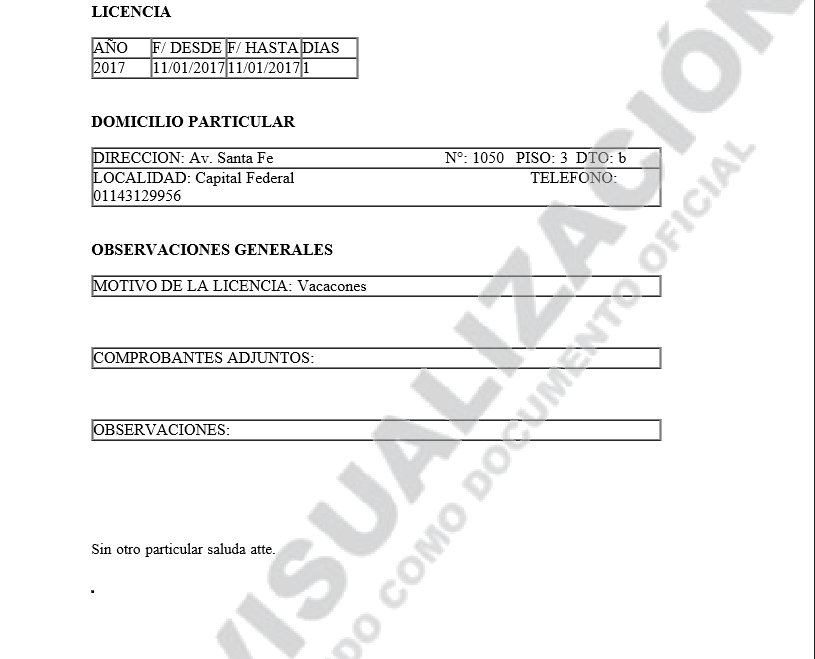 LICENCIA
AÑO F/ DESDE F/ HASTA DIAS
2017 11/01/2017 11/01/2017 1
DOMICILIO PARTICULAR
DIRECCION: Av. Santa Fe N°: 1050 PISO: 3 DTO: b
LOCALIDAD: Capital Federal TELEFONO:
01143129956
OBSERVACIONES GENERALES
MOTIVO DE LA LICENCIA: Vacacones
COMPROBANTES ADJUNTOS:
OBSERVACIONES:
Sin otro particular saluda atte.
.
VISUALIZACIÓN
COMO DOCUMENTO OFICIAL